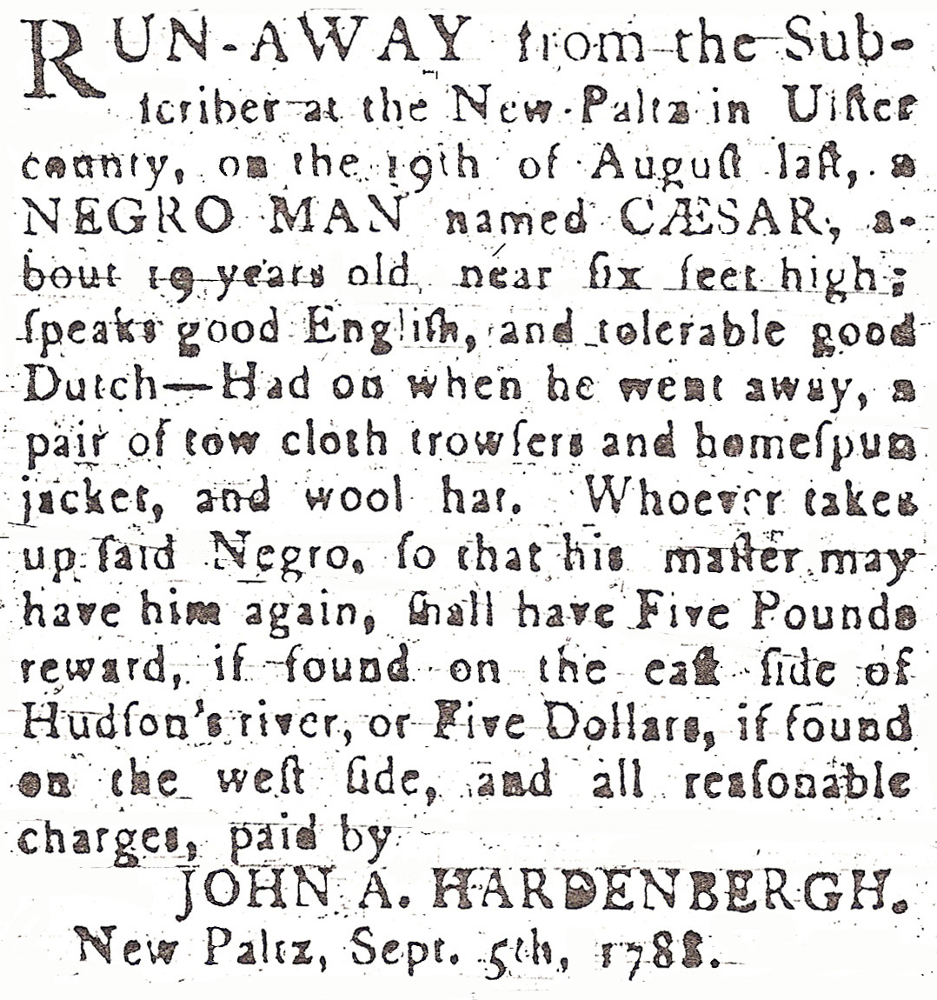 RUN-AWAY from the Sub-
ſcriber at the New-Paltz in Ulſter
county, on the 19th of Auguſt laſt, a
NEGRO MAN named CÆSAR, a-
bout 19 years old, near ſix feet high;
ſpeaks good Engliſh, and tolerable good
Dutch—Had on when he went away, a
pair of tow cloth trowſers and homeſpun
jacket, and wool hat. Whoever takes
up ſaid Negro, ſo that his maſter may
have him again, ſhall have Five Pounds
reward, if found on the eaſt ſide of
Hudſon's river, or Five Dollars, if found
on the weſt ſide, and all reaſonable
charges, paid by
JOHN A. HARDENBERGH.
New Paltz, Sept. 5th, 1788.